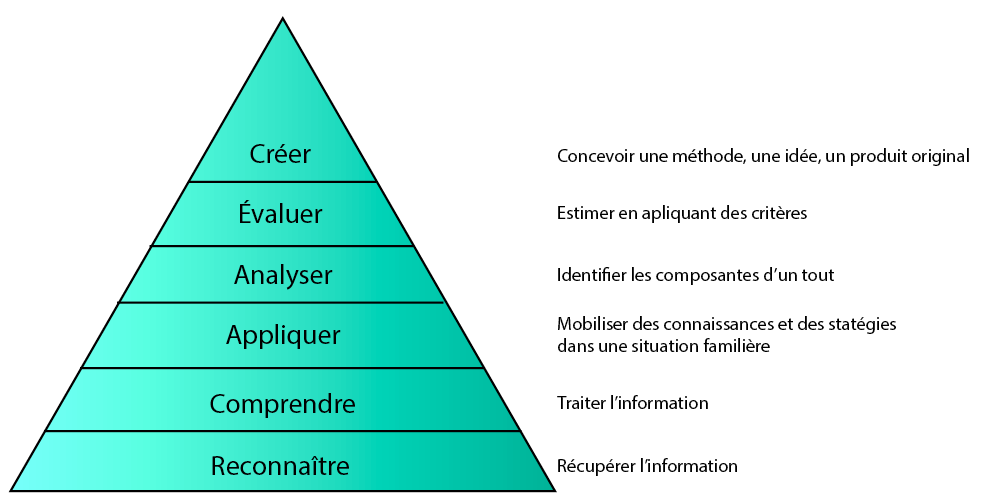 Créer
Concevoir une méthode, une idée, un produit original
Évaluer
Estimer en apliquant des critères
Analyser
Identifier les composantes d'un tout
Appliquer
Mobiliser des connaissances et des statégies
dans une situation familière
Comprendre
Traiter l'information
Reconnaître
Récupérer l'information